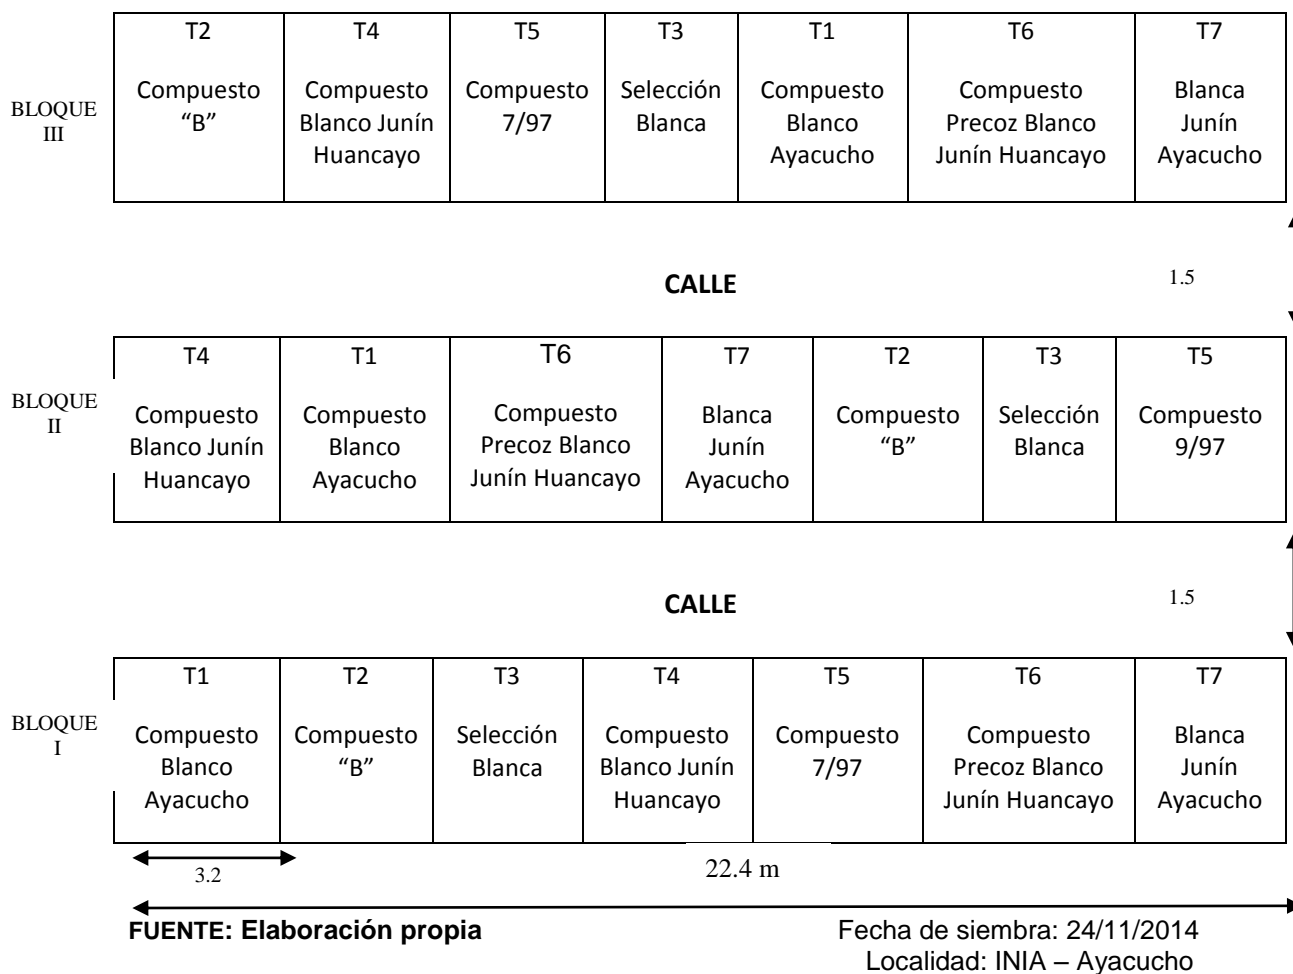 T2 T4 T5 T3 T1 T6 T7
BLOQUE III
Compuesto “B”
Compuesto Blanco Junín Huancayo
Compuesto 7/97
Selección Blanca
Compuesto Blanco Ayacucho
Compuesto Precoz Blanco Junín Huancayo
Blanca Junín Ayacucho
CALLE 1.5
T4 T1 T6 T7 T2 T3 T5
BLOQUE II
Compuesto Blanco Junín Huancayo
Compuesto Blanco Ayacucho
Compuesto Precoz Blanco Junín Huancayo
Blanca Junín Ayacucho
Compuesto “B”
Selección Blanca
Compuesto 9/97
CALLE 1.5
T1 T2 T3 T4 T5 T6 T7
BLOQUE I
Compuesto Blanco Ayacucho
Compuesto “B”
Selección Blanca
Compuesto Blanco Junín Huancayo
Compuesto 7/97
Compuesto Precoz Blanco Junín Huancayo
Blanca Junín Ayacucho
3.2 22.4 m
FUENTE: Elaboración propia Fecha de siembra: 24/11/2014
Localidad: INIA – Ayacucho